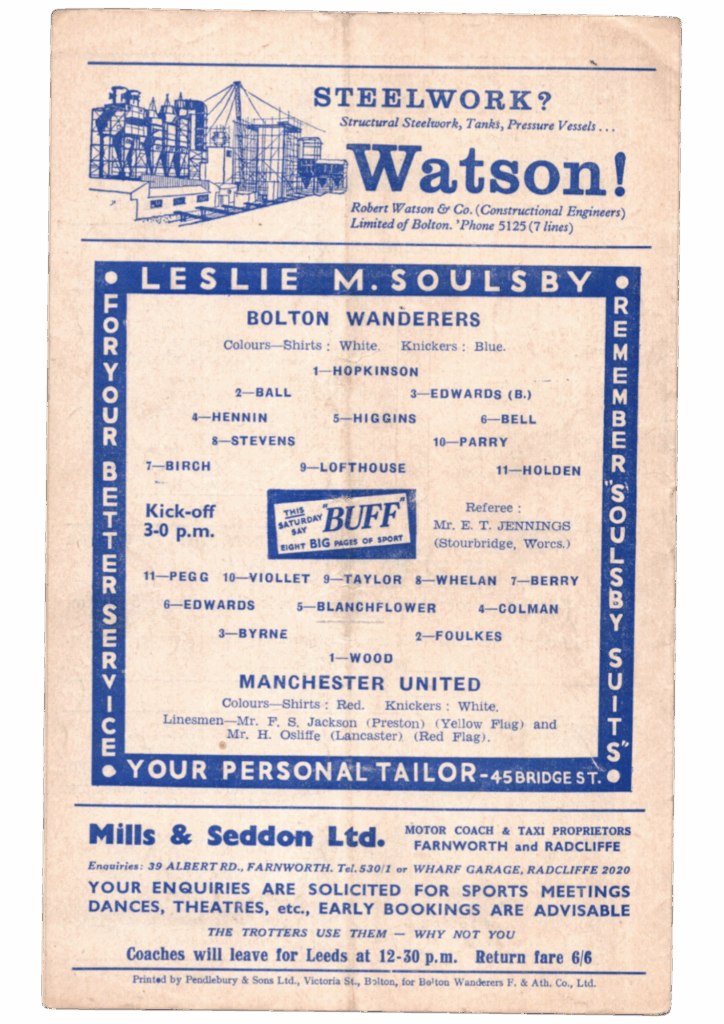 STEELWORK?
Structural Steelwork, Tanks, Pressure Vessels . . .
Watson!
Robert Watson & Co. (Constructional Engineers)
Limited of Bolton. 'Phone 5125 (7 lines)
LESLIE M. SOULSBY
FOR YOUR BETTER SERVICE
REMEMBER "SOULSBY SUITS"
BOLTON WANDERERS
Colours—Shirts : White. Knickers : Blue.
1—HOPKINSON
2—BALL 3—EDWARDS (B.)
4—HENNIN 5—HIGGINS 6—BELL
8—STEVENS 10—PARRY
7—BIRCH 9—LOFTHOUSE 11—HOLDEN
Kick-off
3-0 p.m.
THIS
SATURDAY
SAY
"BUFF"
EIGHT BIG PAGES OF SPORT
Referee :
Mr. E. T. JENNINGS
(Stourbridge, Worcs.)
11—PEGG 10—VIOLLET 9—TAYLOR 8—WHELAN 7—BERRY
6—EDWARDS 5—BLANCHFLOWER 4—COLMAN
3—BYRNE 2—FOULKES
1—WOOD
MANCHESTER UNITED
Colours—Shirts : Red. Knickers : White.
Linesmen—Mr. F. S. Jackson (Preston) (Yellow Flag) and
Mr. H. Osliffe (Lancaster) (Red Flag).
YOUR PERSONAL TAILOR - 45 BRIDGE ST.
Mills & Seddon Ltd. MOTOR COACH & TAXI PROPRIETORS
FARNWORTH and RADCLIFFE
Enquiries: 39 ALBERT RD., FARNWORTH. Tel. 530/1 or WHARF GARAGE, RADCLIFFE 2020
YOUR ENQUIRIES ARE SOLICITED FOR SPORTS MEETINGS
DANCES, THEATRES, etc., EARLY BOOKINGS ARE ADVISABLE
THE TROTTERS USE THEM — WHY NOT YOU
Coaches will leave for Leeds at 12-30 p.m. Return fare 6/6
Printed by Pendlebury & Sons Ltd., Victoria St., Bolton, for Bolton Wanderers F. & Ath. Co., Ltd.